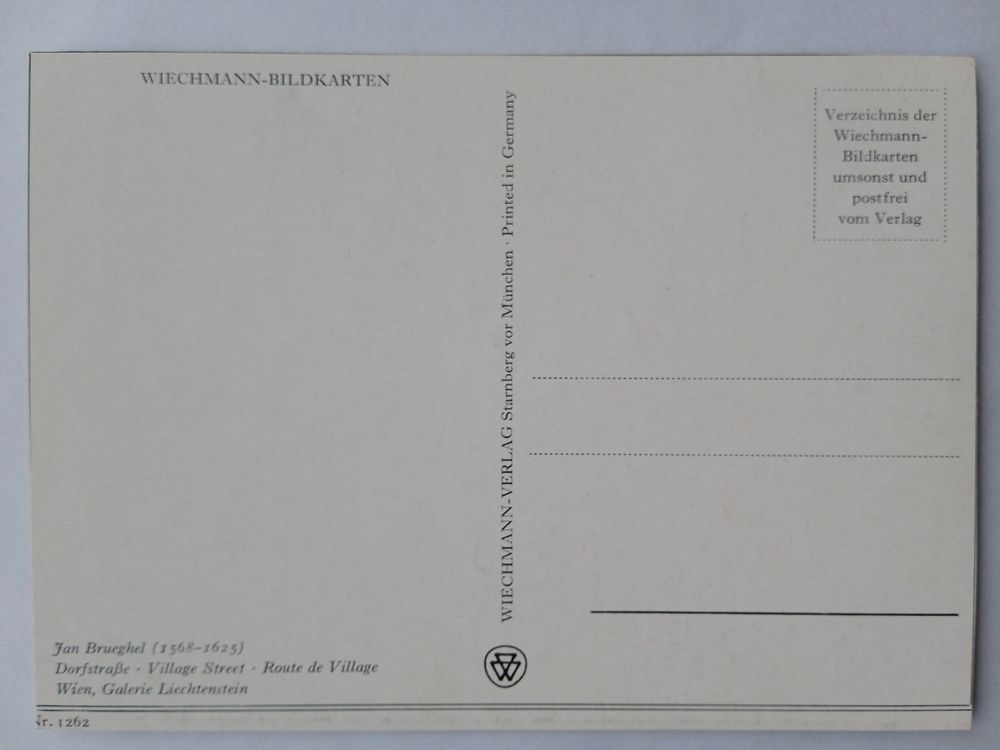 WIECHMANN-BILDKARTEN
Verzeichnis der
Wiechmann-
Bildkarten
umsonst und
postfrei
vom Verlag
WIECHMANN-VERLAG Starnberg vor München · Printed in Germany
Jan Brueghel (1568–1625)
Dorfstraße · Village Street · Route de Village
Wien, Galerie Liechtenstein
Nr. 1262